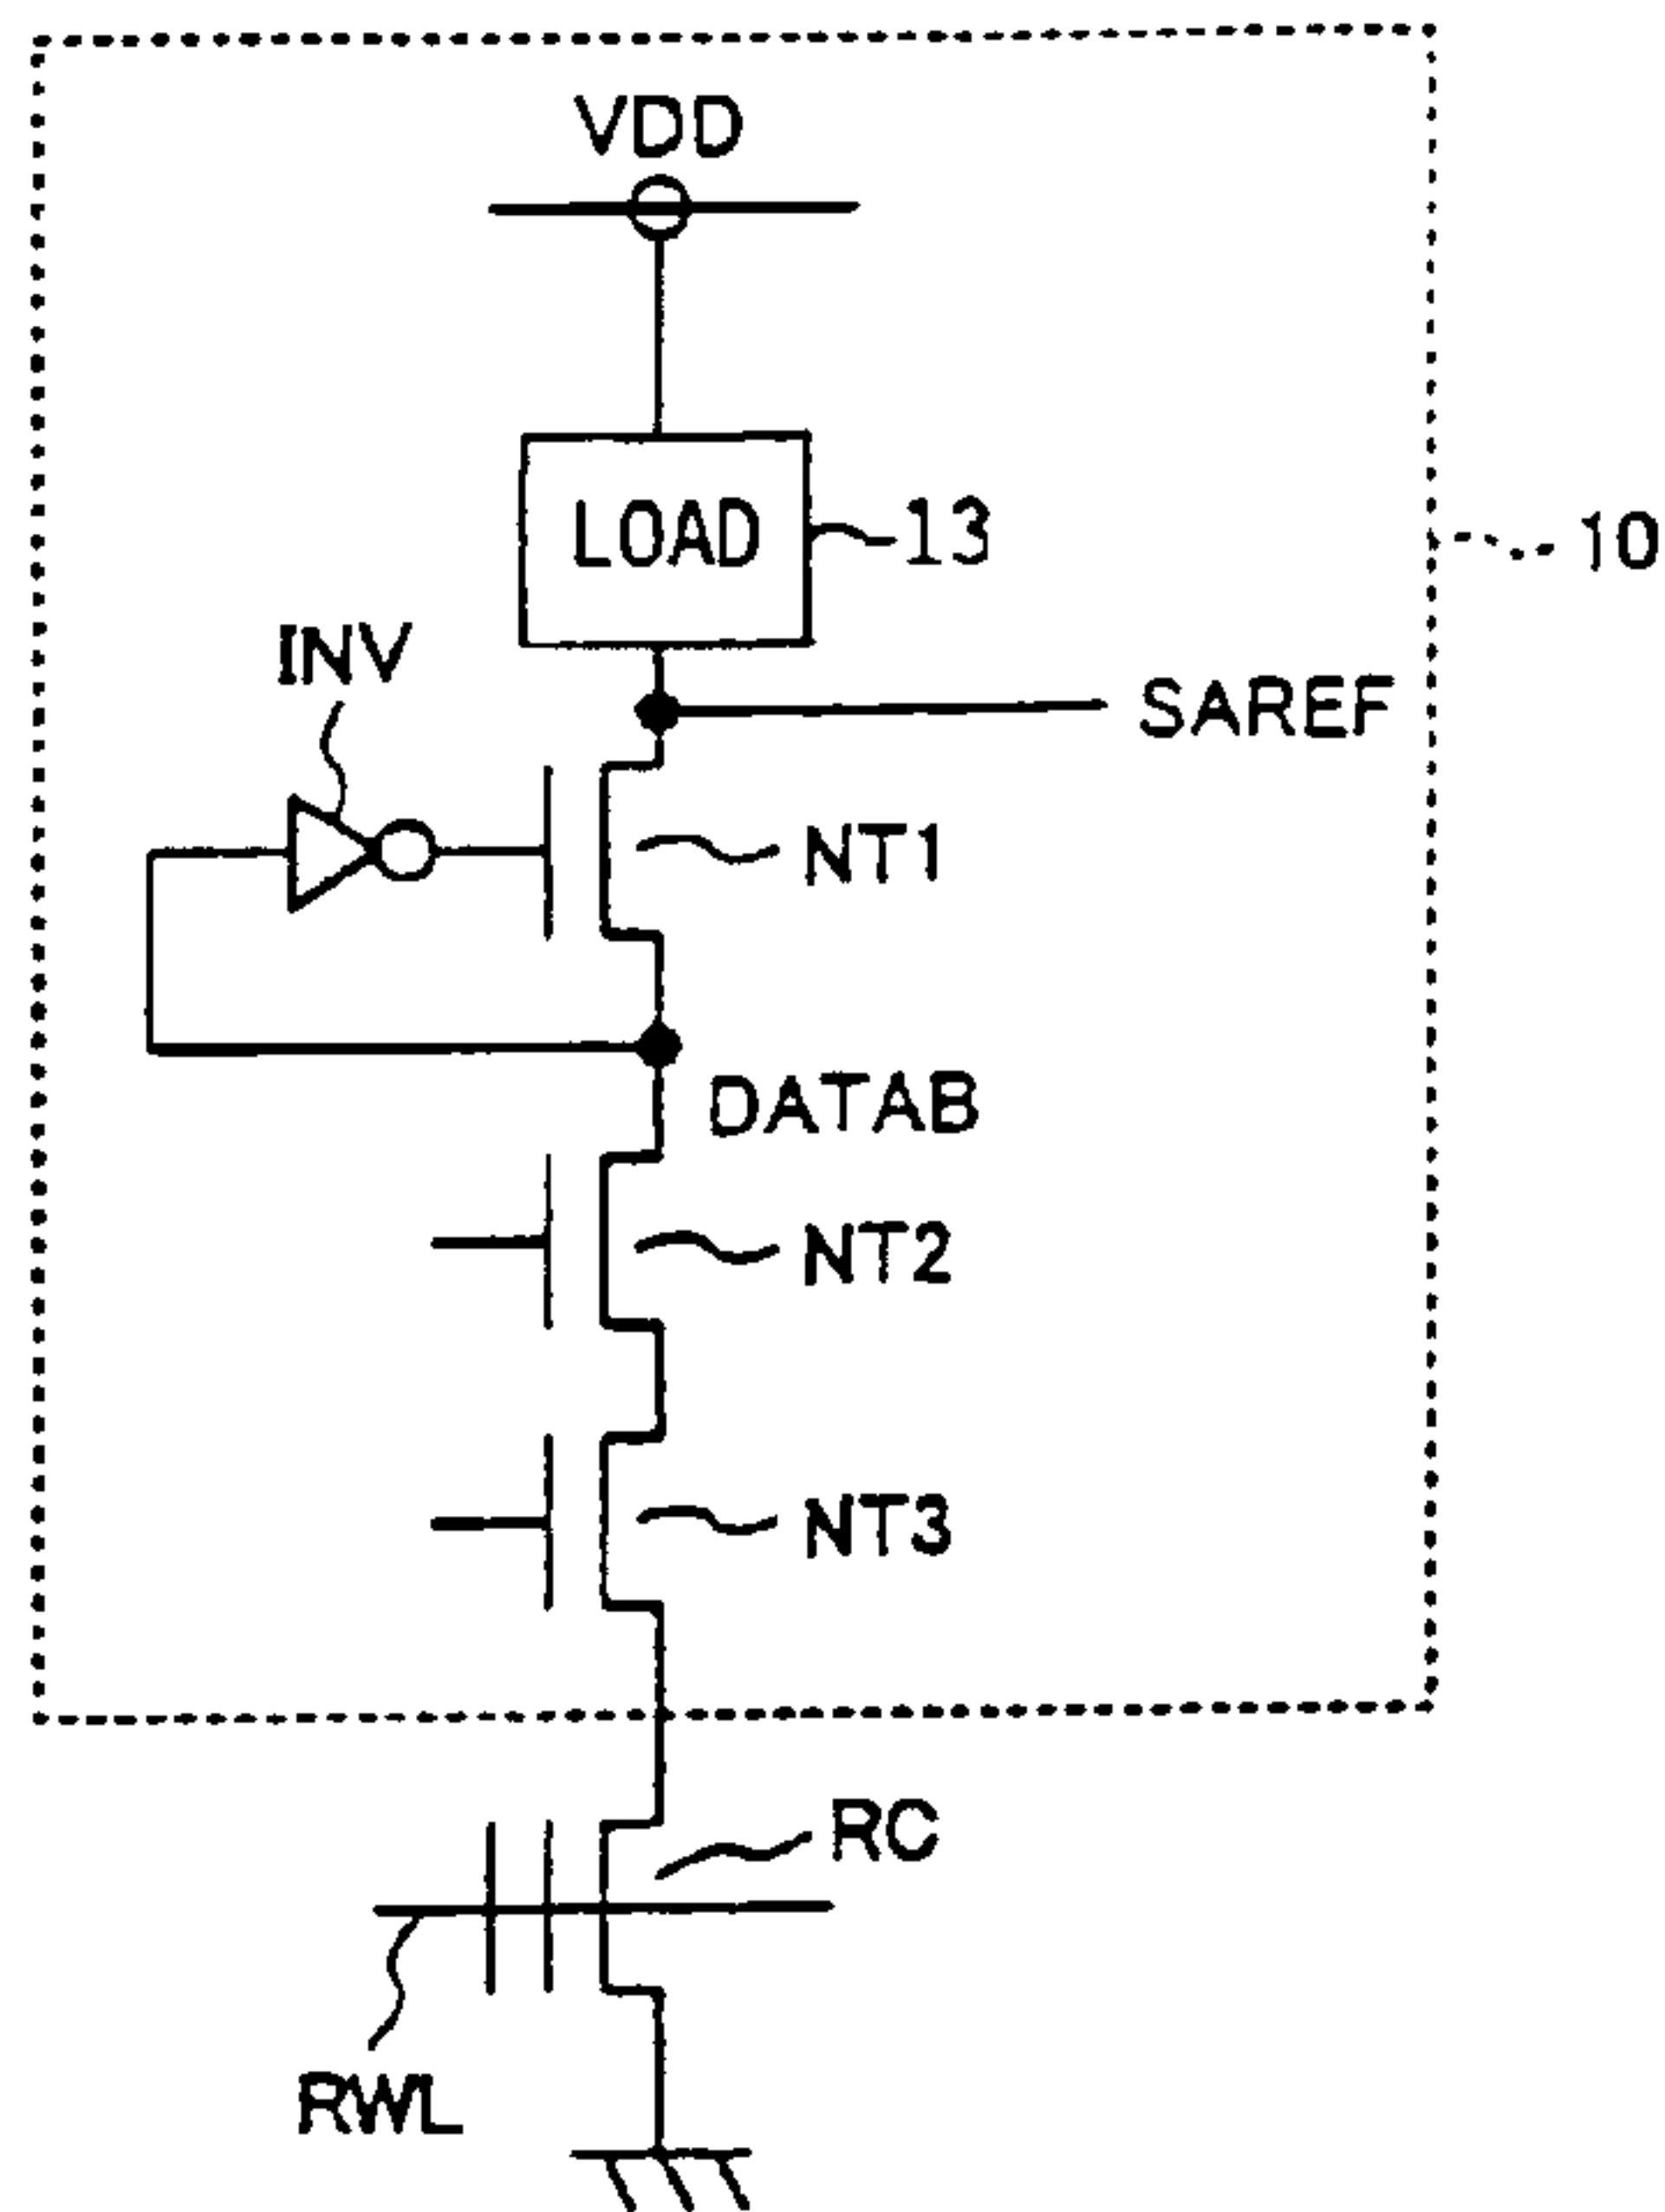 VDD
LOAD
13
10
INV
SAREF
NT1
DATAB
NT2
NT3
RC
RWL